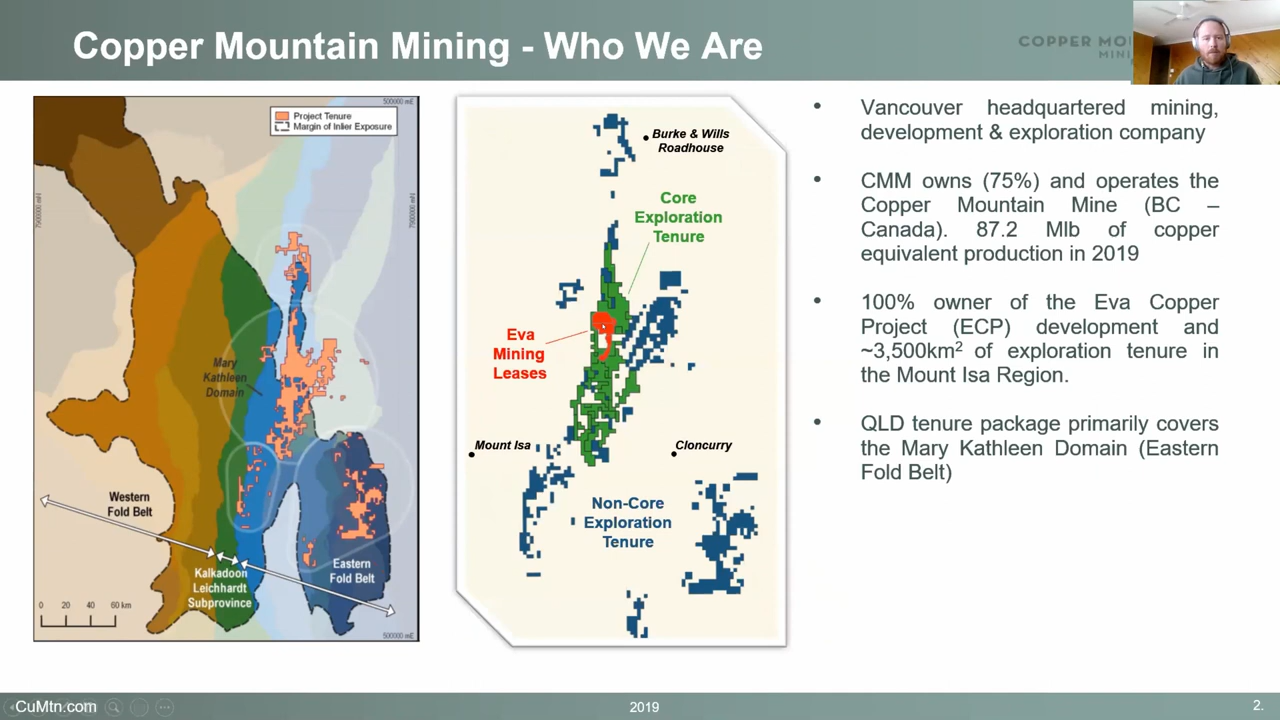 Copper Mountain Mining - Who We Are
COPPER MO
MINI
500000 mE
Project Tenure
Margin of Inlier Exposure
7900000 mN
7900000 mN
Mary
Kathleen
Domain
Western
Fold Belt
Kalkadoon
Leichhardt
Subprovince
Eastern
Fold Belt
0 20 40 60 km
500000 mE
Burke & Wills
Roadhouse
Core
Exploration
Tenure
Eva
Mining
Leases
Mount Isa
Cloncurry
Non-Core
Exploration
Tenure
• Vancouver headquartered mining,
development & exploration company
• CMM owns (75%) and operates the
Copper Mountain Mine (BC –
Canada). 87.2 Mlb of copper
equivalent production in 2019
• 100% owner of the Eva Copper
Project (ECP) development and
~3,500km² of exploration tenure in
the Mount Isa Region.
• QLD tenure package primarily covers
the Mary Kathleen Domain (Eastern
Fold Belt)
CuMtn.com
2019
2.